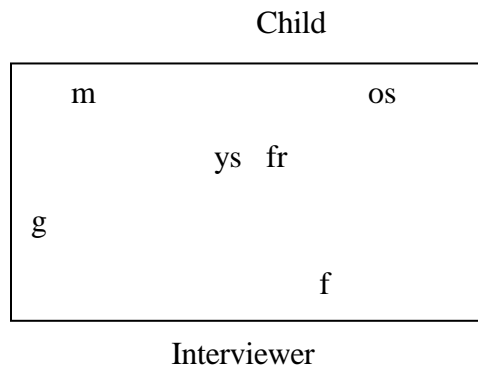 Child
m os
ys fr
g
f
Interviewer